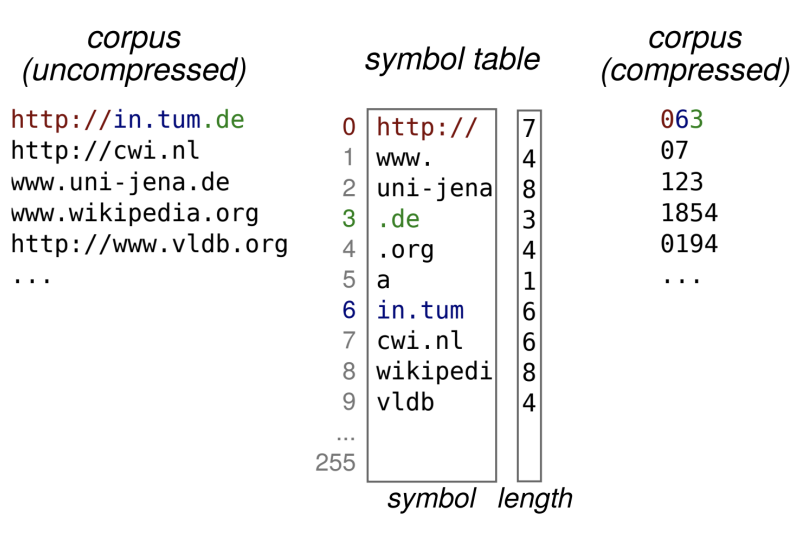 corpus
(uncompressed)
http://in.tum.de
http://cwi.nl
www.uni-jena.de
www.wikipedia.org
http://www.vldb.org
...
symbol table
0 http:// 7
1 www. 4
2 uni-jena 8
3 .de 3
4 .org 4
5 a 1
6 in.tum 6
7 cwi.nl 6
8 wikipedi 8
9 vldb 4
...
255
symbol length
corpus
(compressed)
063
07
123
1854
0194
...